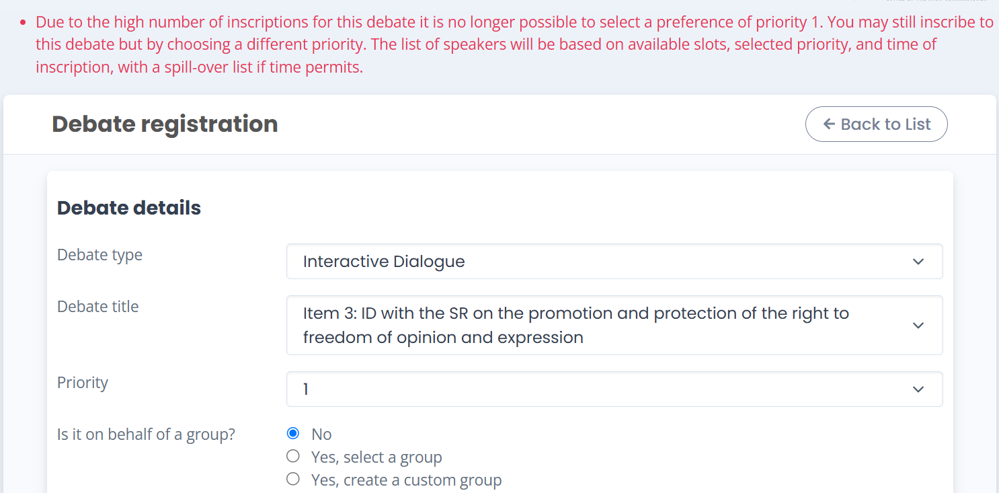 Due to the high number of inscriptions for this debate it is no longer possible to select a preference of priority 1. You may still inscribe to
this debate but by choosing a different priority. The list of speakers will be based on available slots, selected priority, and time of
inscription, with a spill-over list if time permits.
Debate registration
← Back to List
Debate details
Debate type
Interactive Dialogue
Debate title
Item 3: ID with the SR on the promotion and protection of the right to
freedom of opinion and expression
Priority
1
Is it on behalf of a group?
No
Yes, select a group
Yes, create a custom group